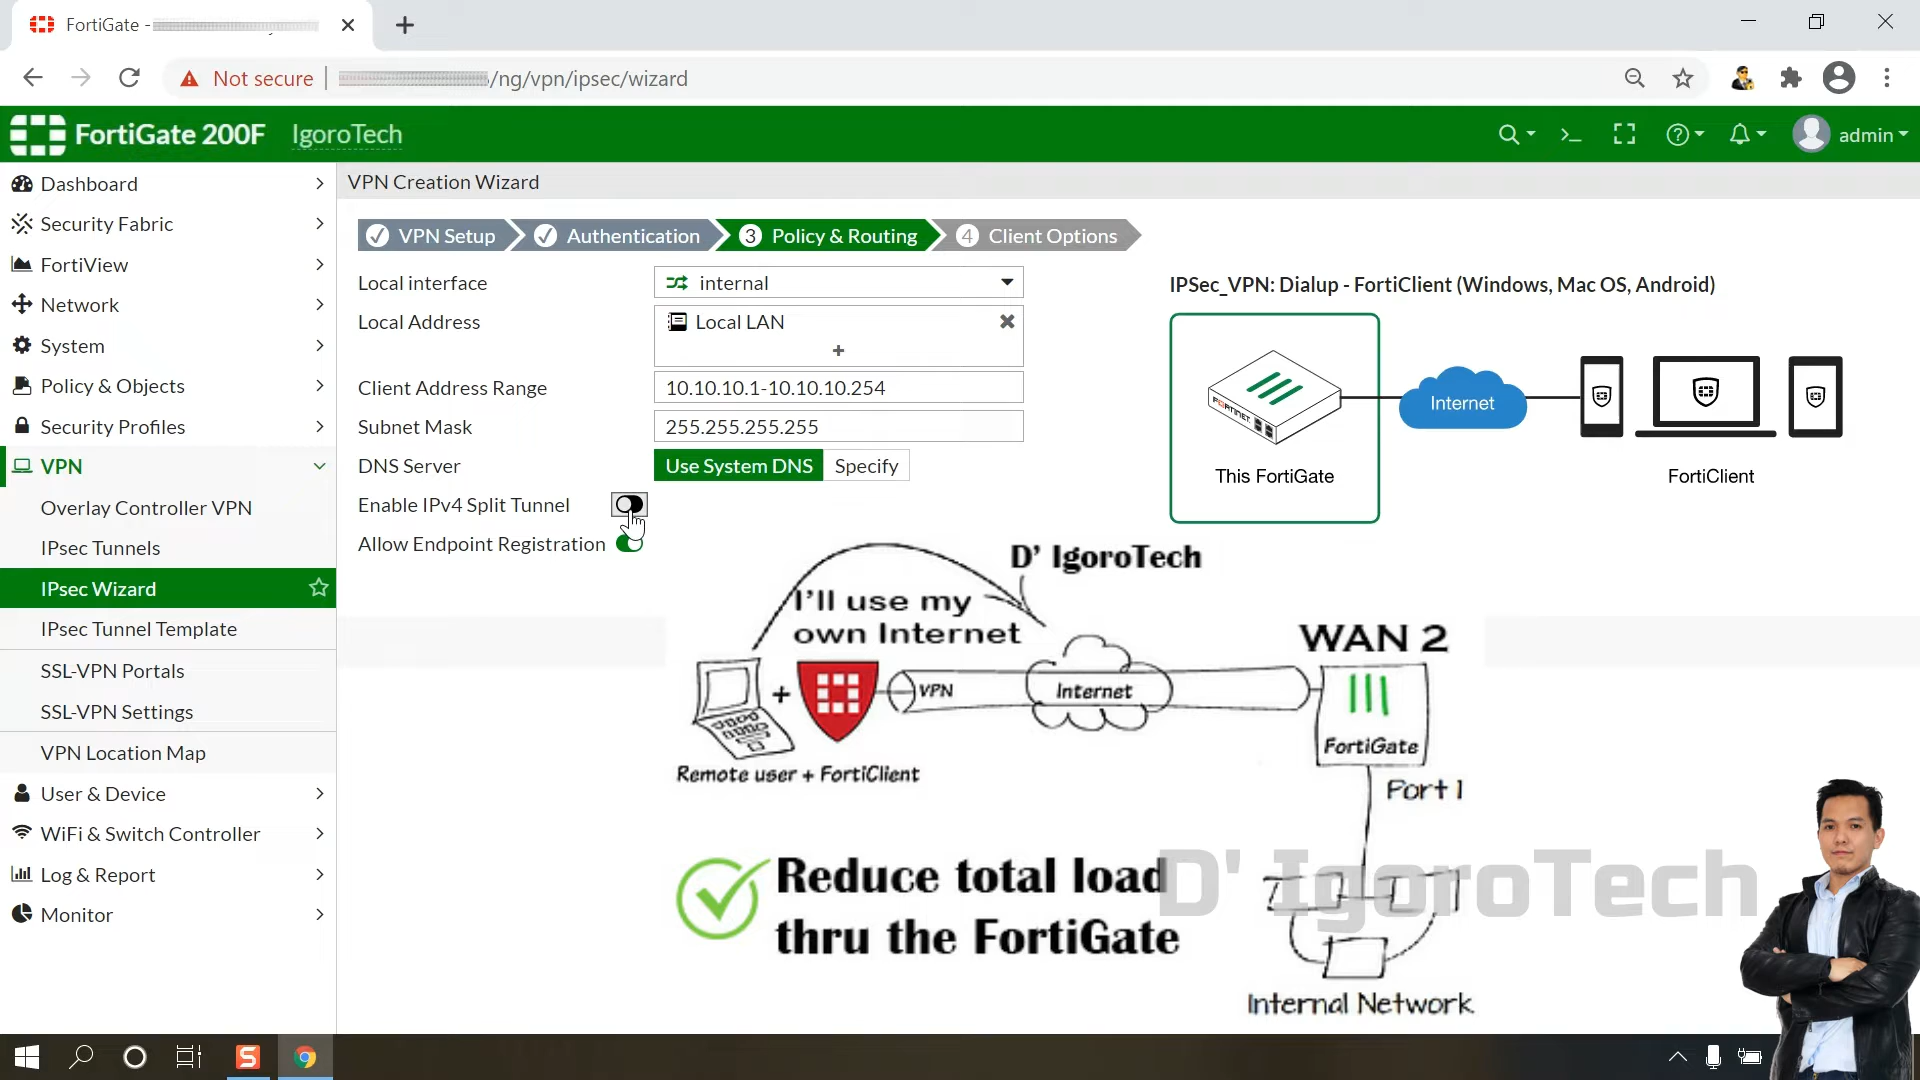 FortiGate -
Not secure
/ng/vpn/ipsec/wizard
FortiGate 200F
IgoroTech
admin
Dashboard
Security Fabric
FortiView
Network
System
Policy & Objects
Security Profiles
VPN
Overlay Controller VPN
IPsec Tunnels
IPsec Wizard
IPsec Tunnel Template
SSL-VPN Portals
SSL-VPN Settings
VPN Location Map
User & Device
WiFi & Switch Controller
Log & Report
Monitor
VPN Creation Wizard
VPN Setup
Authentication
3 Policy & Routing
4 Client Options
Local interface
internal
Local Address
Local LAN
Client Address Range
10.10.10.1-10.10.10.254
Subnet Mask
255.255.255.255
DNS Server
Use System DNS
Specify
Enable IPv4 Split Tunnel
Allow Endpoint Registration
IPSec_VPN: Dialup - FortiClient (Windows, Mac OS, Android)
FORTINET
Internet
This FortiGate
FortiClient
D' IgoroTech
I'll use my
own Internet
WAN 2
VPN
Internet
FortiGate
Remote user + FortiClient
Port 1
Reduce total load
thru the FortiGate
D' IgoroTech
Internal Network